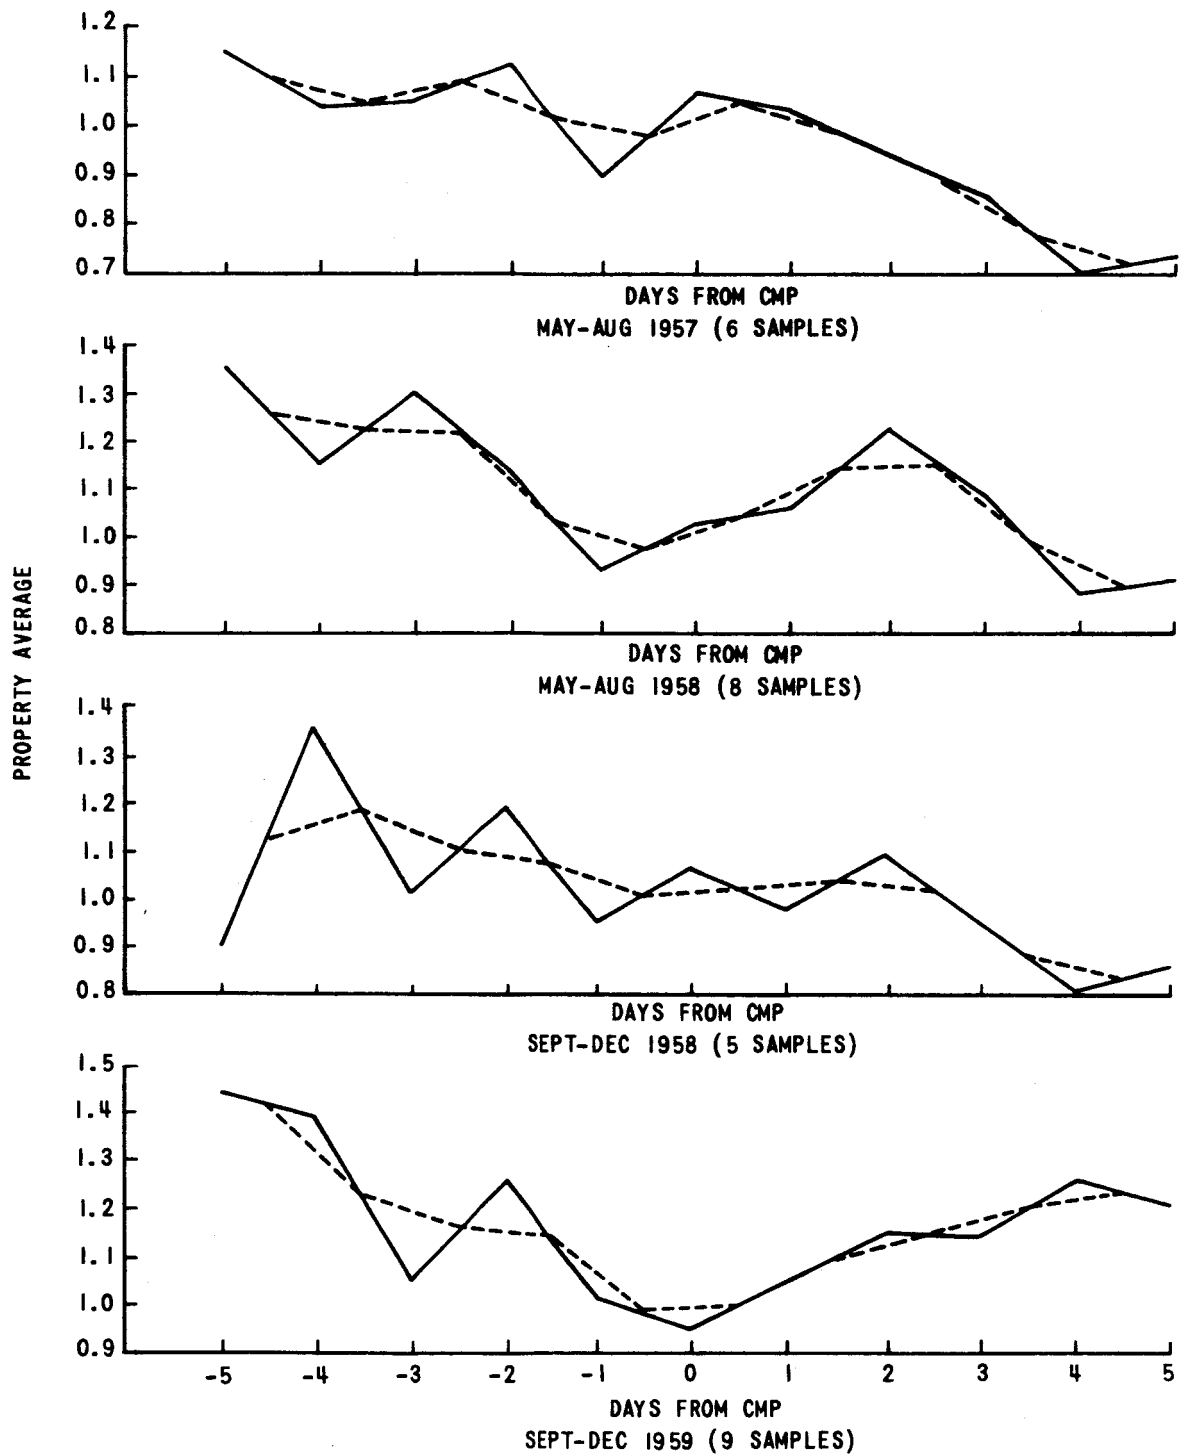 PROPERTY AVERAGE
1.2
1.1
1.0
0.9
0.8
0.7
DAYS FROM CMP
MAY-AUG 1957 (6 SAMPLES)
1.4
1.3
1.2
1.1
1.0
0.9
0.8
DAYS FROM CMP
MAY-AUG 1958 (8 SAMPLES)
1.4
1.3
1.2
1.1
1.0
0.9
0.8
DAYS FROM CMP
SEPT-DEC 1958 (5 SAMPLES)
1.5
1.4
1.3
1.2
1.1
1.0
0.9
-5 -4 -3 -2 -1 0 1 2 3 4 5
DAYS FROM CMP
SEPT-DEC 1959 (9 SAMPLES)